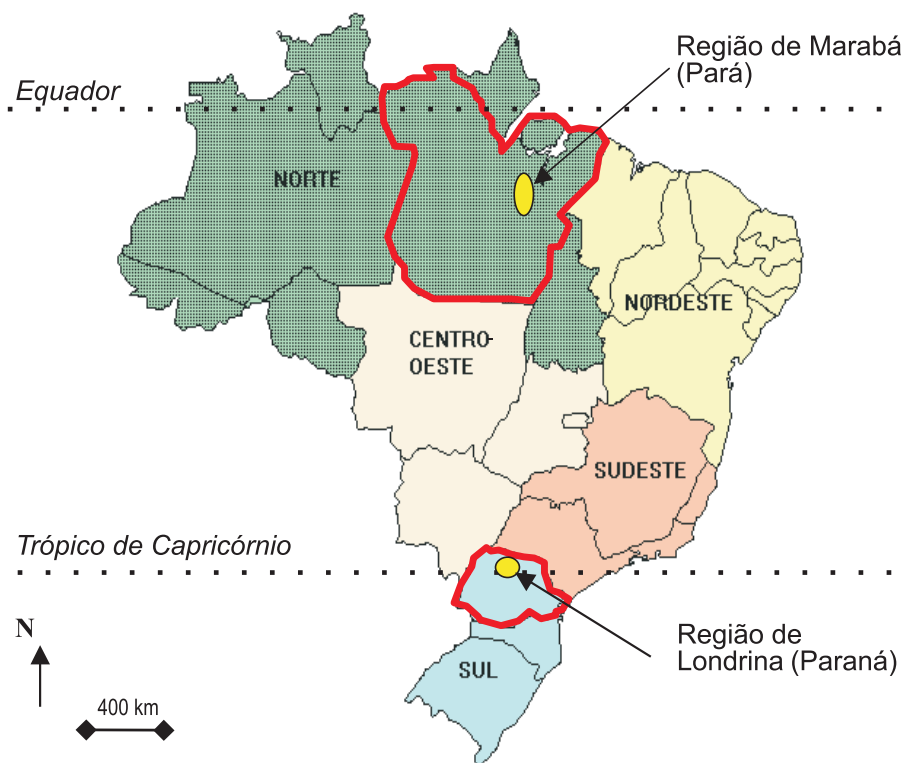 Região de Marabá
(Pará)
Equador
NORTE
NORDESTE
CENTRO-
OESTE
SUDESTE
Trópico de Capricórnio
N
Região de
Londrina (Paraná)
SUL
400 km